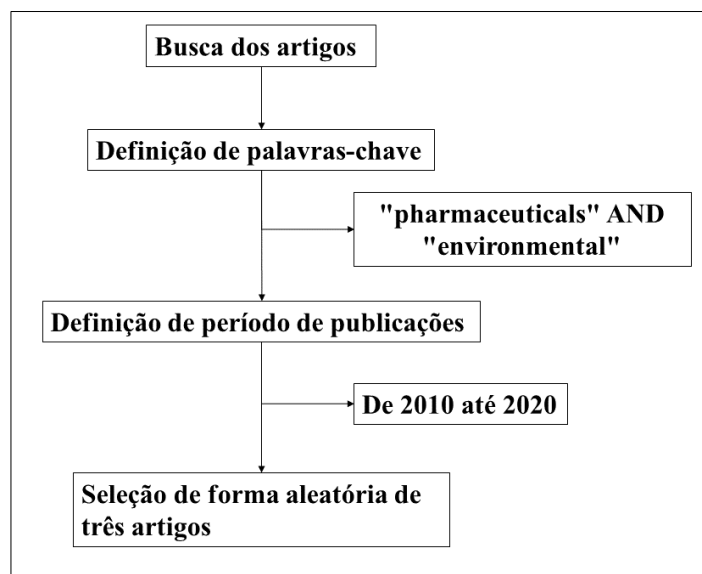 Busca dos artigos
Definição de palavras-chave
"pharmaceuticals" AND
"environmental"
Definição de período de publicações
De 2010 até 2020
Seleção de forma aleatória de
três artigos